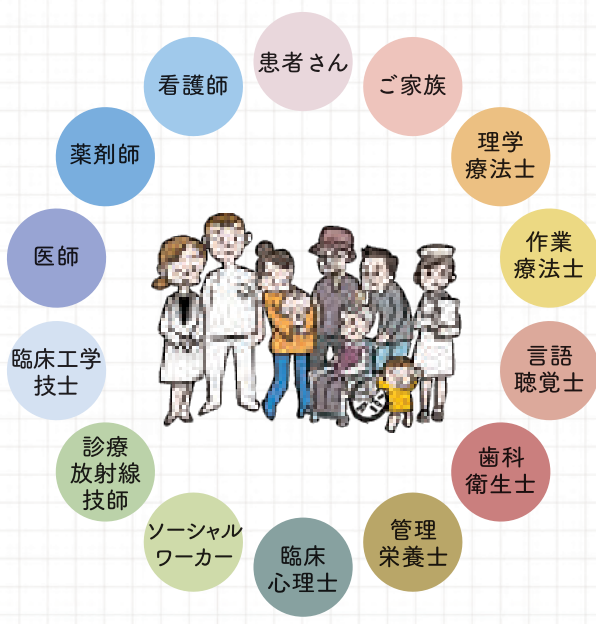 患者さん
ご家族
理学
療法士
作業
療法士
言語
聴覚士
歯科
衛生士
管理
栄養士
臨床
心理士
ソーシャル
ワーカー
診療
放射線
技師
臨床工学
技士
医師
薬剤師
看護師